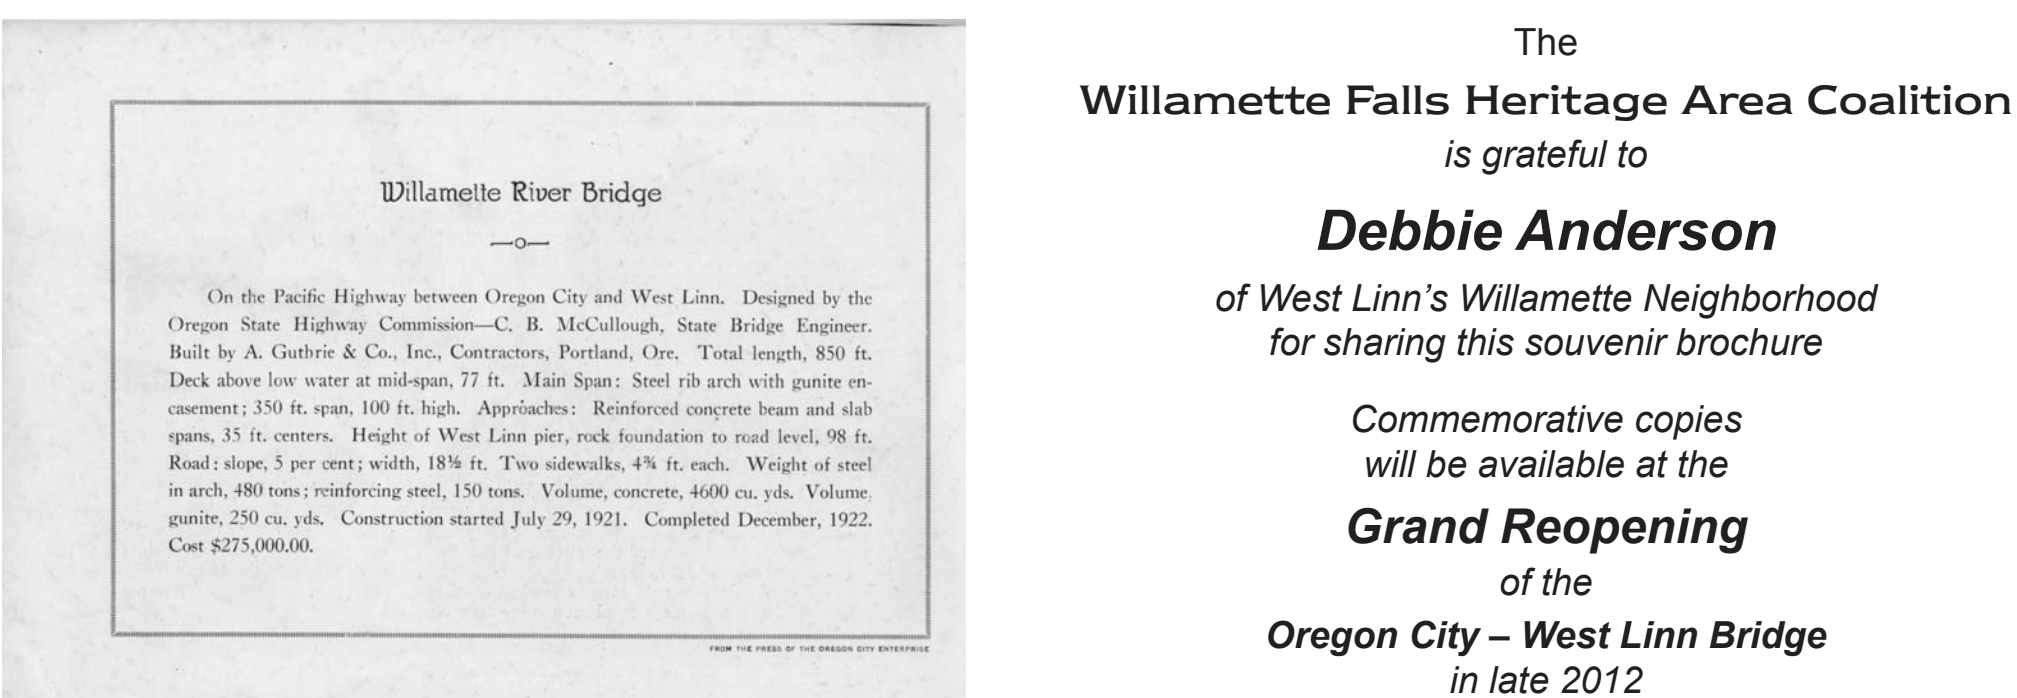 Willamette River Bridge
On the Pacific Highway between Oregon City and West Linn. Designed by the
Oregon State Highway Commission—C. B. McCullough, State Bridge Engineer.
Built by A. Guthrie & Co., Inc., Contractors, Portland, Ore. Total length, 850 ft.
Deck above low water at mid-span, 77 ft. Main Span: Steel rib arch with gunite en-
casement; 350 ft. span, 100 ft. high. Approaches: Reinforced concrete beam and slab
spans, 35 ft. centers. Height of West Linn pier, rock foundation to road level, 98 ft.
Road: slope, 5 per cent; width, 18½ ft. Two sidewalks, 4¾ ft. each. Weight of steel
in arch, 480 tons; reinforcing steel, 150 tons. Volume, concrete, 4600 cu. yds. Volume,
gunite, 250 cu. yds. Construction started July 29, 1921. Completed December, 1922.
Cost $275,000.00.
FROM THE PRESS OF THE OREGON CITY ENTERPRISE
The
Willamette Falls Heritage Area Coalition
is grateful to
Debbie Anderson
of West Linn’s Willamette Neighborhood
for sharing this souvenir brochure
Commemorative copies
will be available at the
Grand Reopening
of the
Oregon City – West Linn Bridge
in late 2012